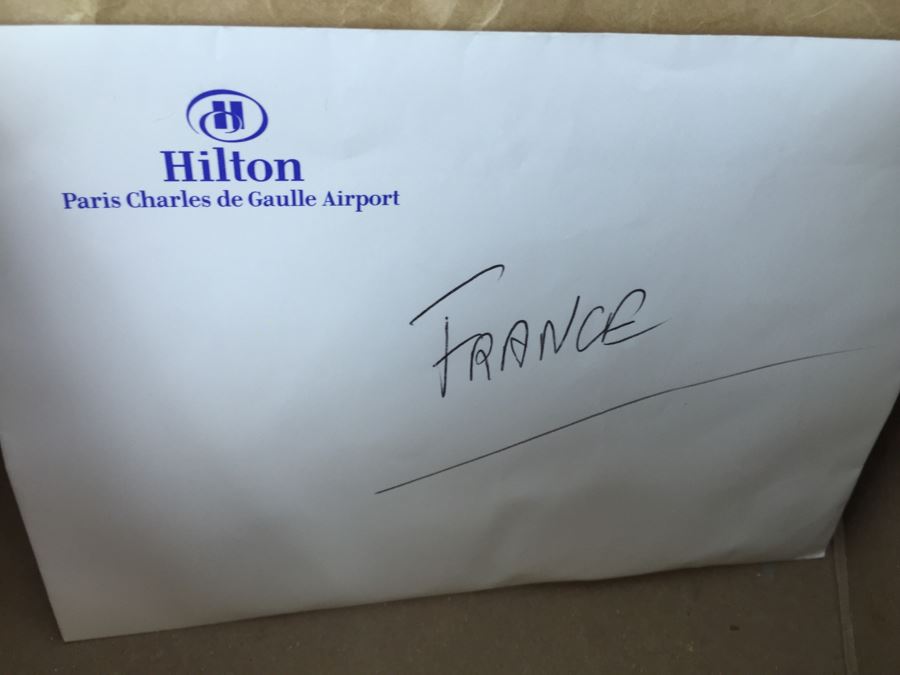 H
Hilton
Paris Charles de Gaulle Airport
FRANCE